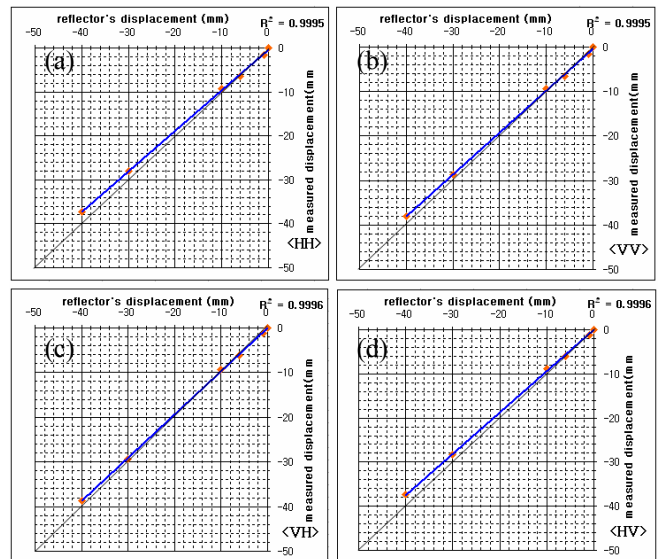 reflector's displacement (mm) R² = 0.9995
-50 -40 -30 -20 -10 0
(a)
0
-10
-20
-30
-40
-50
measured displacement(mm
<HH>
reflector's displacement (mm) R² = 0.9995
-50 -40 -30 -20 -10 0
(b)
0
-10
-20
-30
-40
-50
measured displacement(mm
<VV>
reflector's displacement (mm) R² = 0.9996
-50 -40 -30 -20 -10 0
(c)
0
-10
-20
-30
-40
-50
measured displacement(mm
<VH>
reflector's displacement (mm) R² = 0.9996
-50 -40 -30 -20 -10 0
(d)
0
-10
-20
-30
-40
-50
measured displacement(mm
<HV>